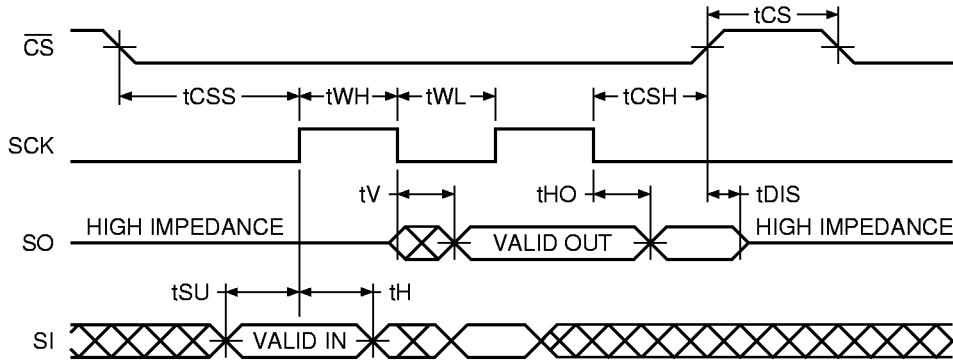 tCS
C̅S̅
tCSS tWH tWL tCSH
SCK
tV tHO tDIS
HIGH IMPEDANCE HIGH IMPEDANCE
SO VALID OUT
tSU tH
SI VALID IN